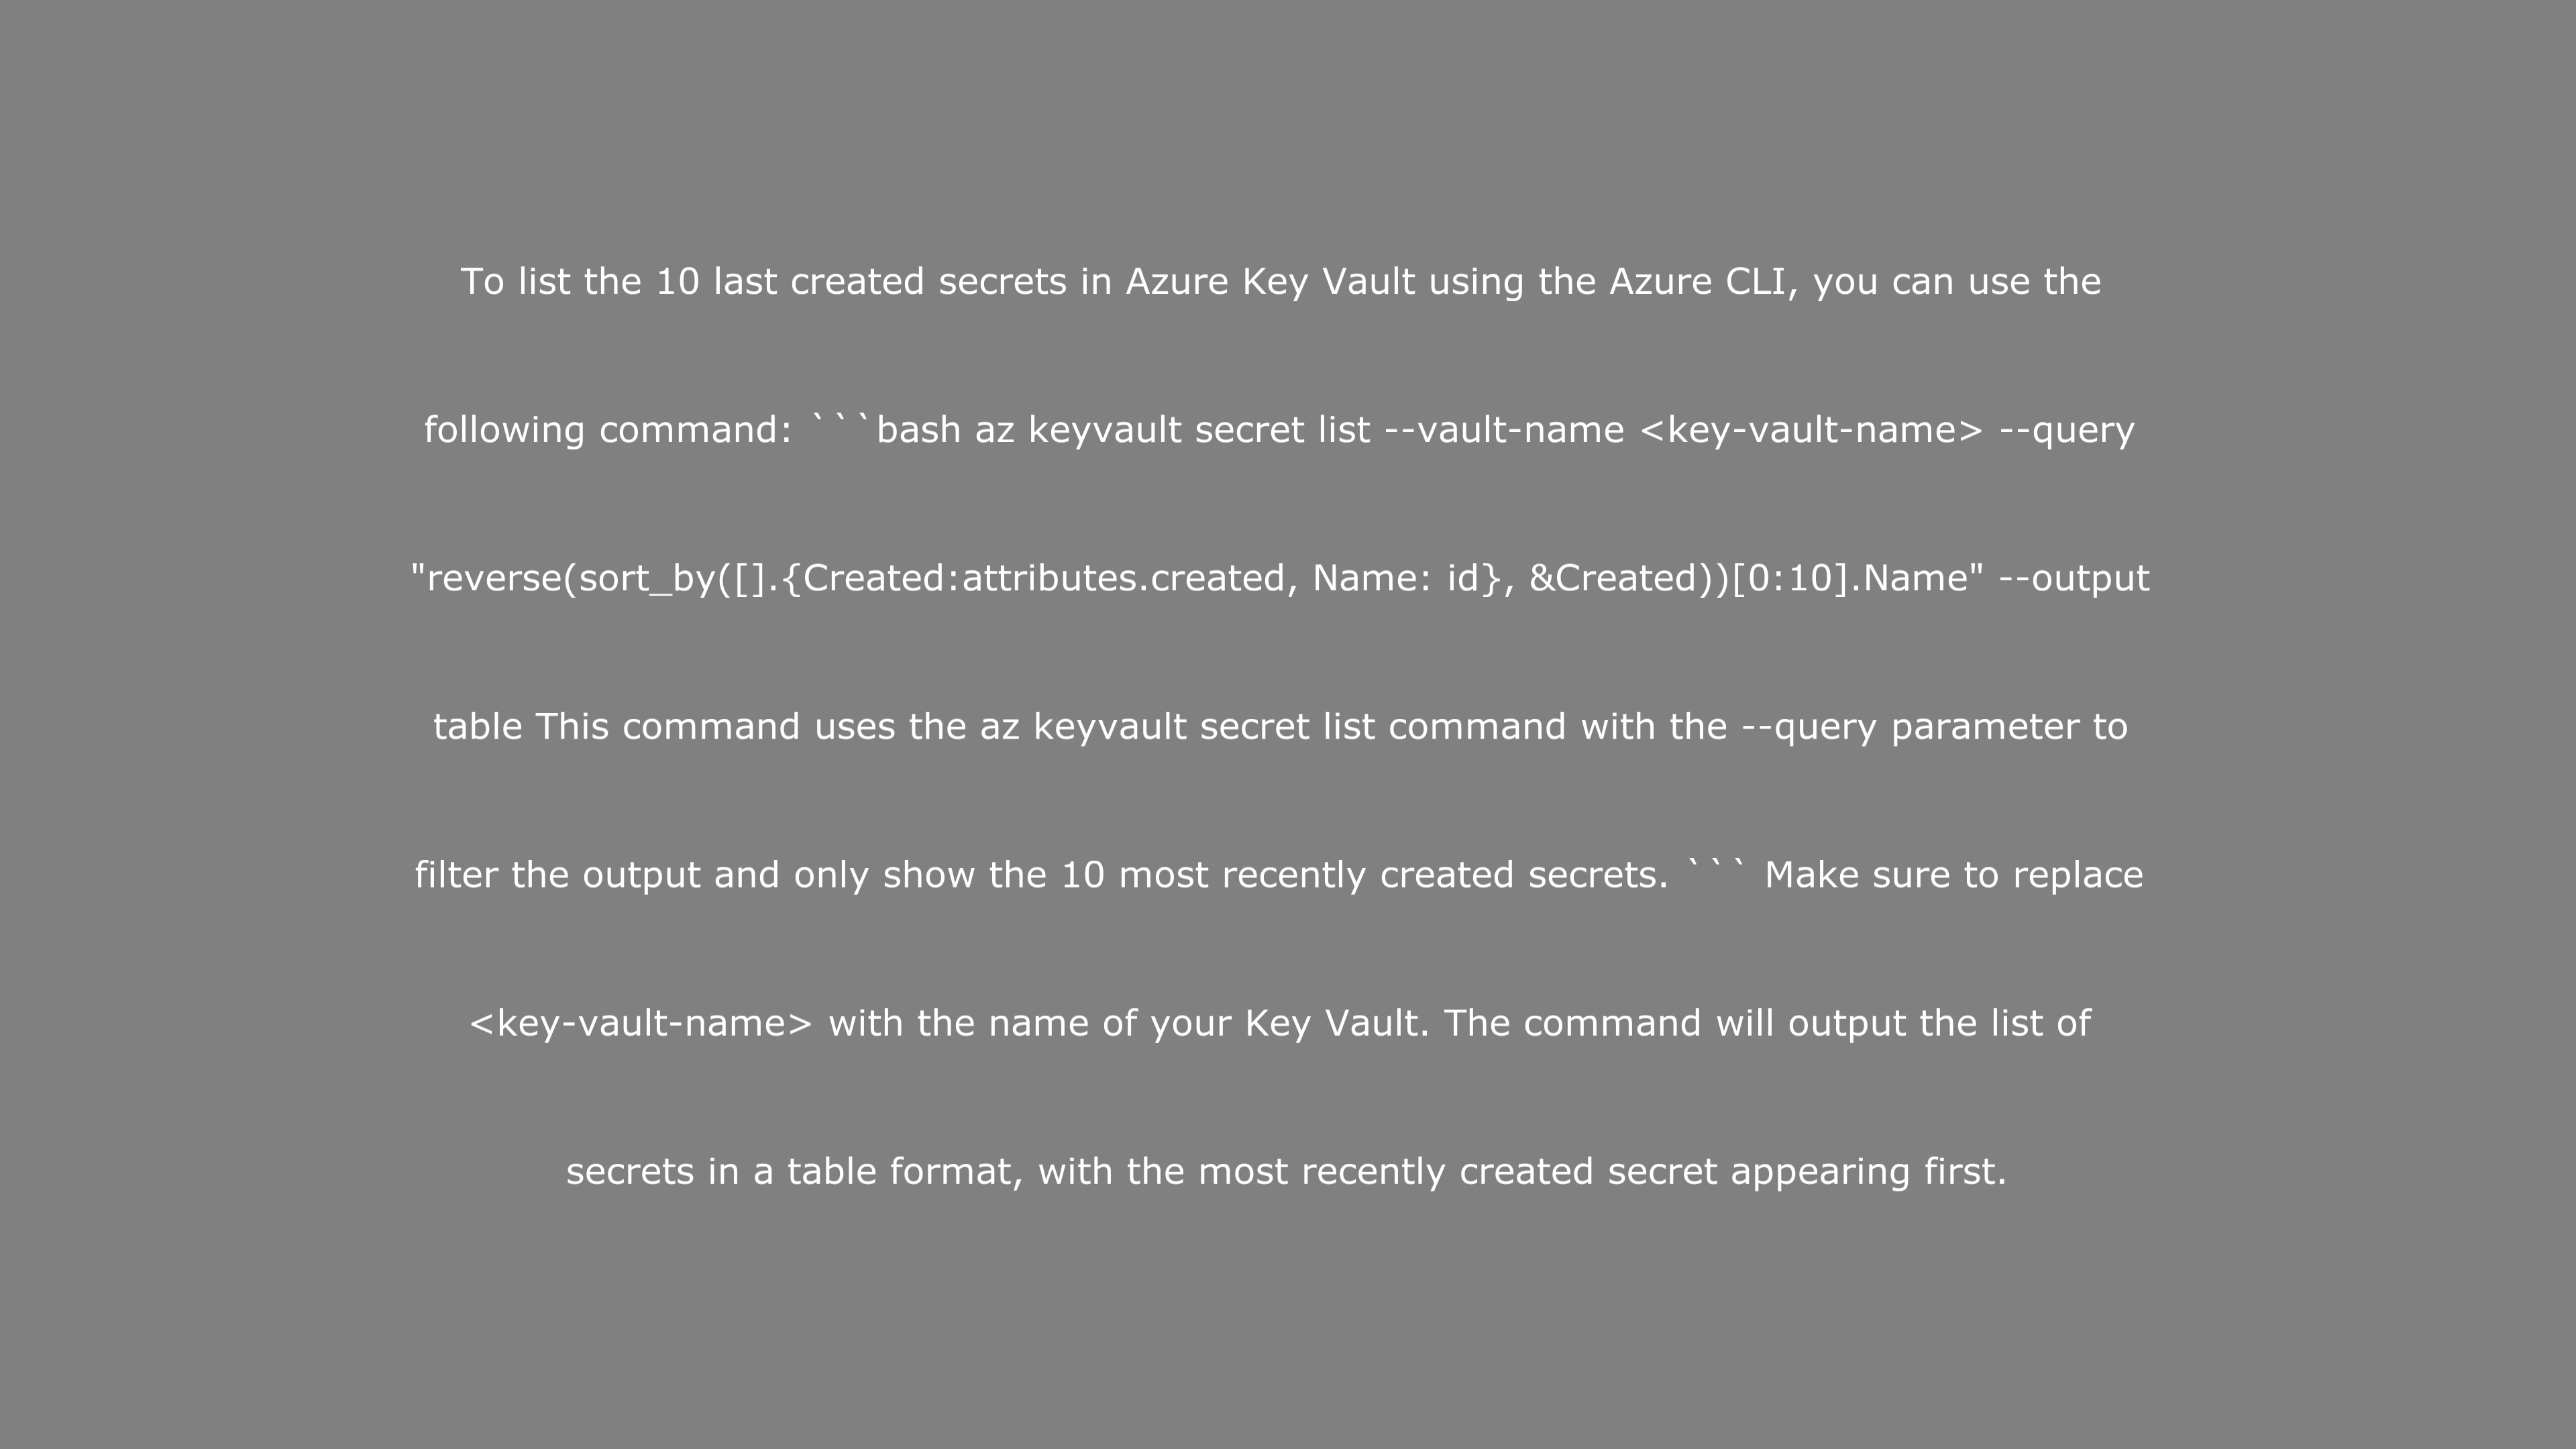 To list the 10 last created secrets in Azure Key Vault using the Azure CLI, you can use the
following command: ```bash az keyvault secret list --vault-name <key-vault-name> --query
"reverse(sort_by([].{Created:attributes.created, Name: id}, &Created))[0:10].Name" --output
table This command uses the az keyvault secret list command with the --query parameter to
filter the output and only show the 10 most recently created secrets. ``` Make sure to replace
<key-vault-name> with the name of your Key Vault. The command will output the list of
secrets in a table format, with the most recently created secret appearing first.